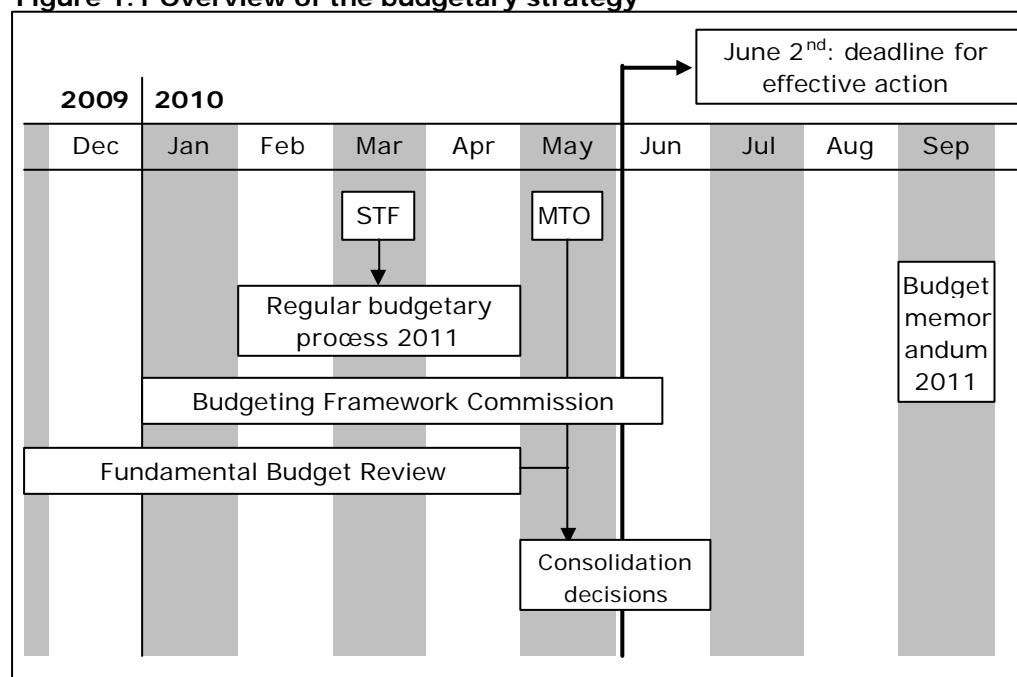 Figure 1.1 Overview of the budgetary strategy
June 2nd: deadline for
effective action
2009 2010
Dec Jan Feb Mar Apr May Jun Jul Aug Sep
STF MTO
Regular budgetary
process 2011
Budget
memor
andum
2011
Budgeting Framework Commission
Fundamental Budget Review
Consolidation
decisions